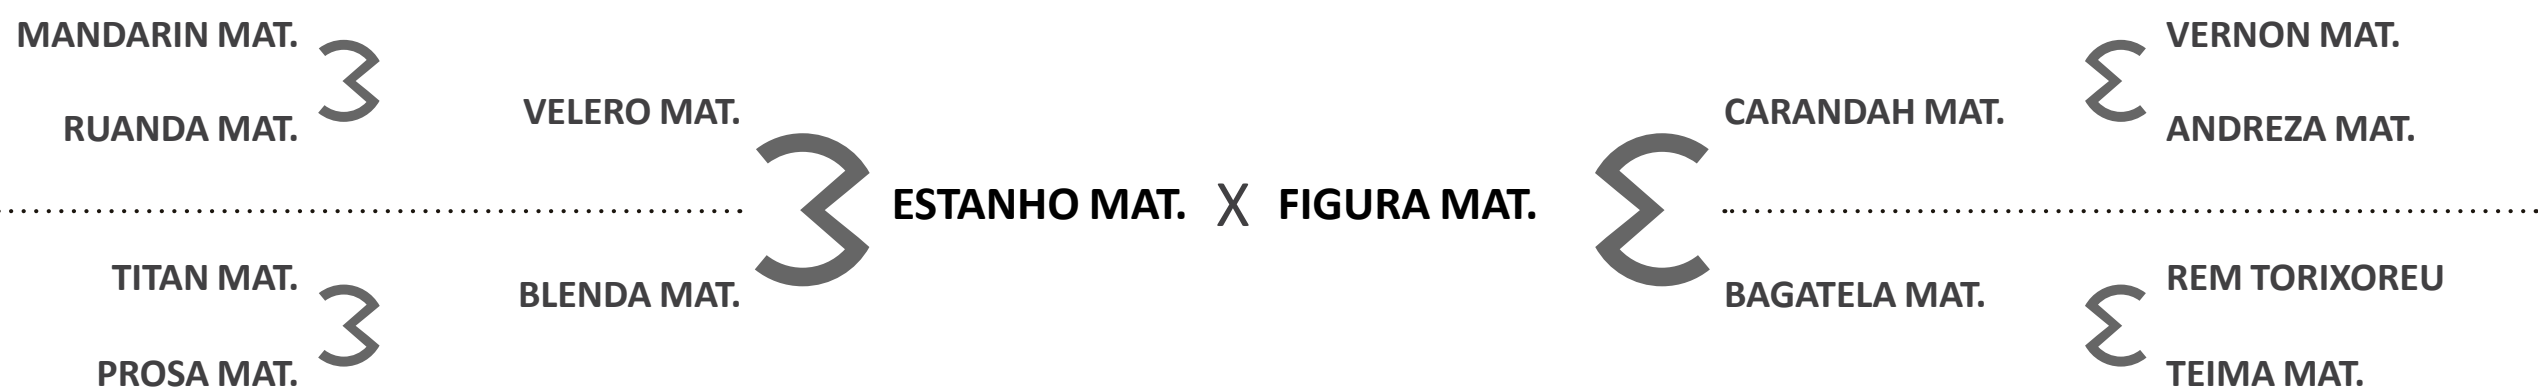 MANDARIN MAT.
RUANDA MAT.
VELERO MAT.
TITAN MAT.
PROSA MAT.
BLENDA MAT.
ESTANHO MAT. X FIGURA MAT.
CARANDAH MAT.
VERNON MAT.
ANDREZA MAT.
BAGATELA MAT.
REM TORIXOREU
TEIMA MAT.